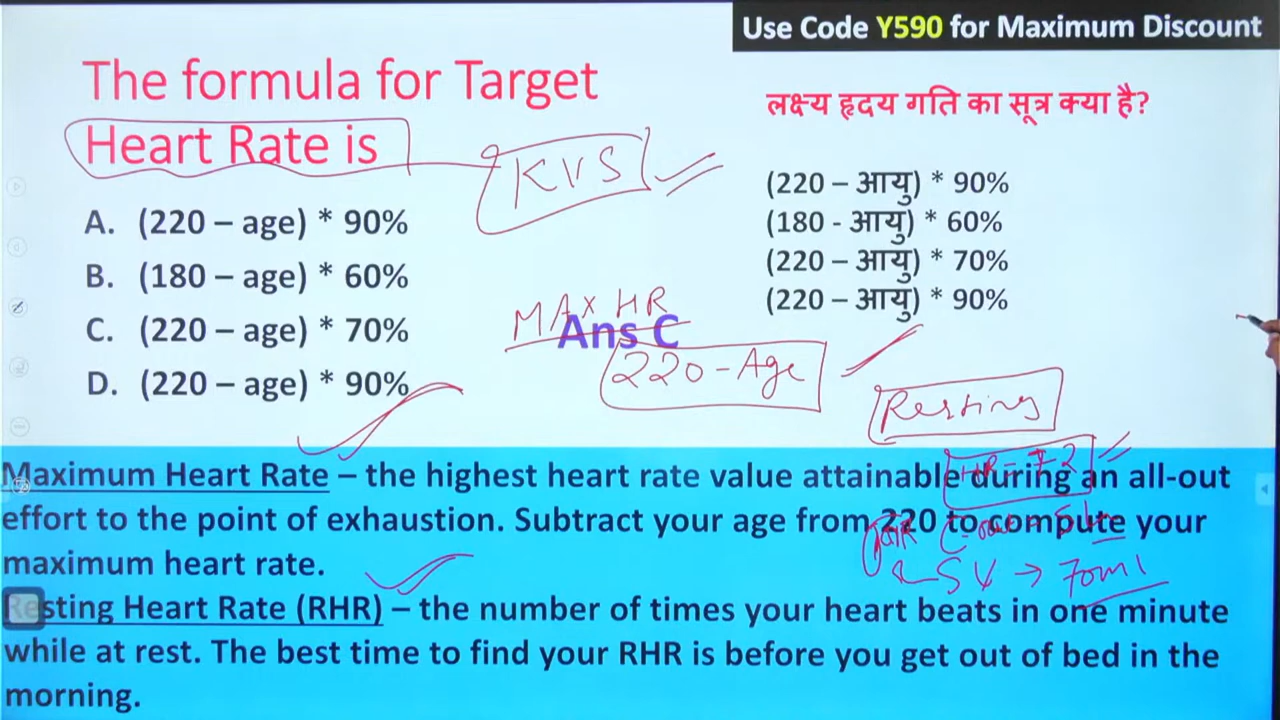 Use Code Y590 for Maximum Discount
The formula for Target
Heart Rate is
KVS
A. (220 – age) * 90%
B. (180 – age) * 60%
C. (220 – age) * 70%
D. (220 – age) * 90%
लक्ष्य हृदय गति का सूत्र क्या है?
(220 – आयु) * 90%
(180 - आयु) * 60%
(220 – आयु) * 70%
(220 – आयु) * 90%
MAX HR
Ans C
220 - Age
Resting
HR = 72
SV → 70ml
Maximum Heart Rate – the highest heart rate value attainable during an all-out
effort to the point of exhaustion. Subtract your age from 220 to compute your
maximum heart rate.
Resting Heart Rate (RHR) – the number of times your heart beats in one minute
while at rest. The best time to find your RHR is before you get out of bed in the
morning.